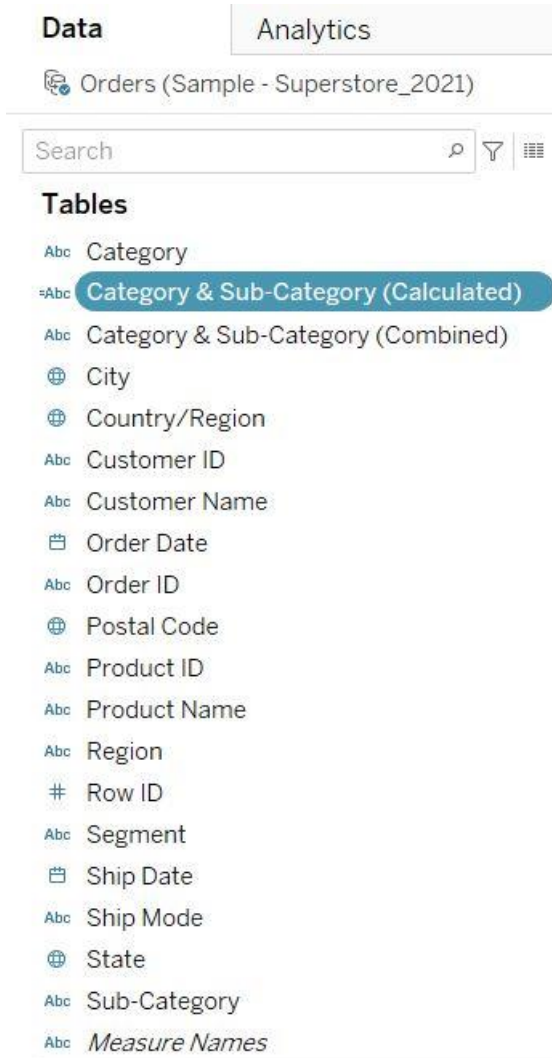 Data Analytics
Orders (Sample - Superstore_2021)
Search
Tables
Abc Category
=Abc Category & Sub-Category (Calculated)
Abc Category & Sub-Category (Combined)
City
Country/Region
Abc Customer ID
Abc Customer Name
Order Date
Abc Order ID
Postal Code
Abc Product ID
Abc Product Name
Abc Region
# Row ID
Abc Segment
Ship Date
Abc Ship Mode
State
Abc Sub-Category
Abc Measure Names